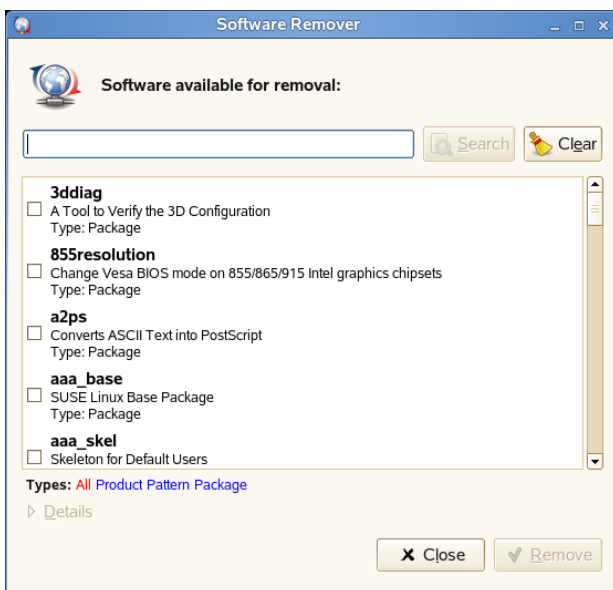 Software Remover
Software available for removal:
Search
Clear
3ddiag
A Tool to Verify the 3D Configuration
Type: Package
855resolution
Change Vesa BIOS mode on 855/865/915 Intel graphics chipsets
Type: Package
a2ps
Converts ASCII Text into PostScript
Type: Package
aaa_base
SUSE Linux Base Package
Type: Package
aaa_skel
Skeleton for Default Users
Types: All Product Pattern Package
Details
Close
Remove